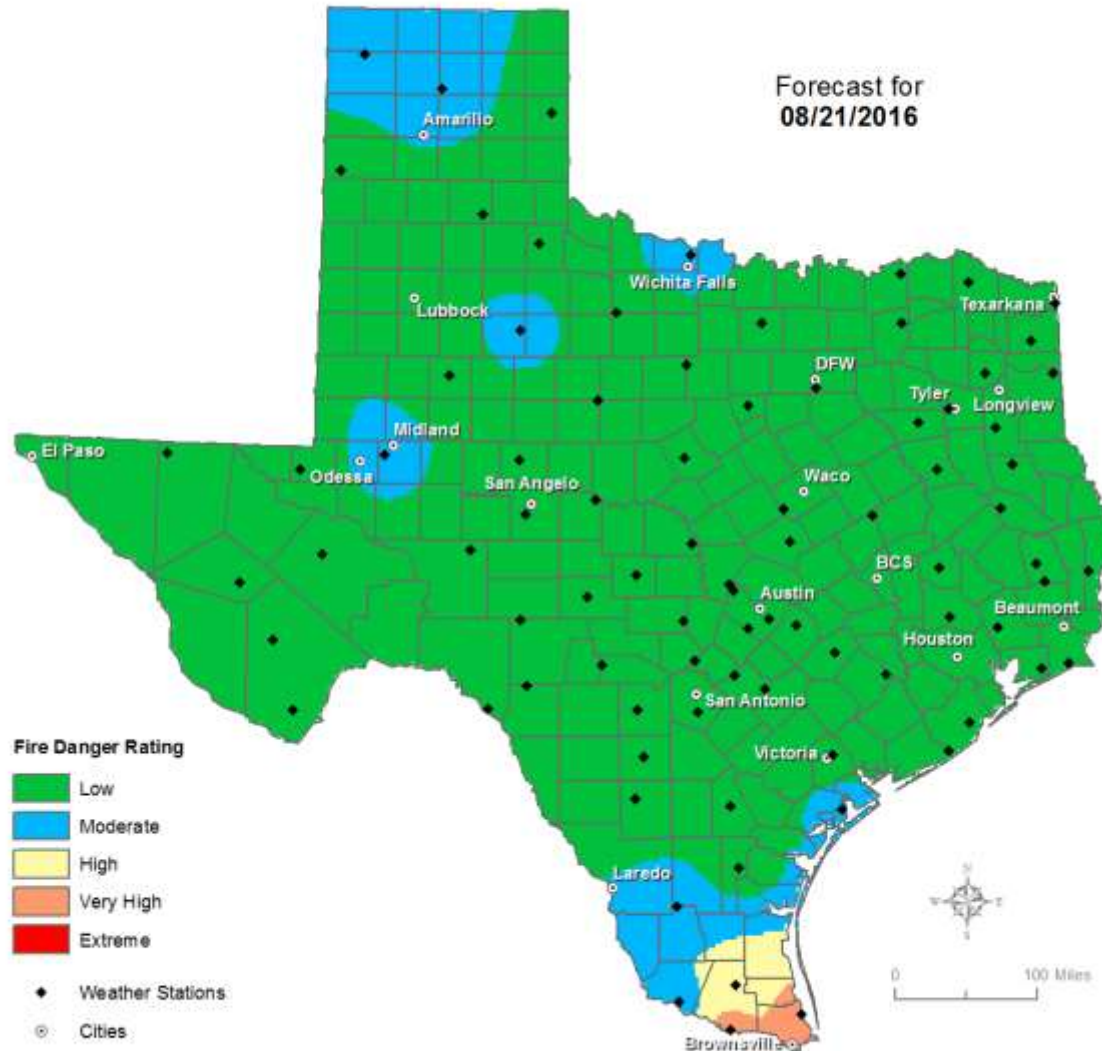 Forecast for
08/21/2016
Amarillo
Wichita Falls
Lubbock
Texarkana
DFW
Tyler
Longview
Midland
El Paso
Odessa
San Angelo
Waco
BCS
Austin
Beaumont
Houston
San Antonio
Victoria
Laredo
Brownsville
Fire Danger Rating
Low
Moderate
High
Very High
Extreme
Weather Stations
Cities
N
W E
S
0 100 Miles